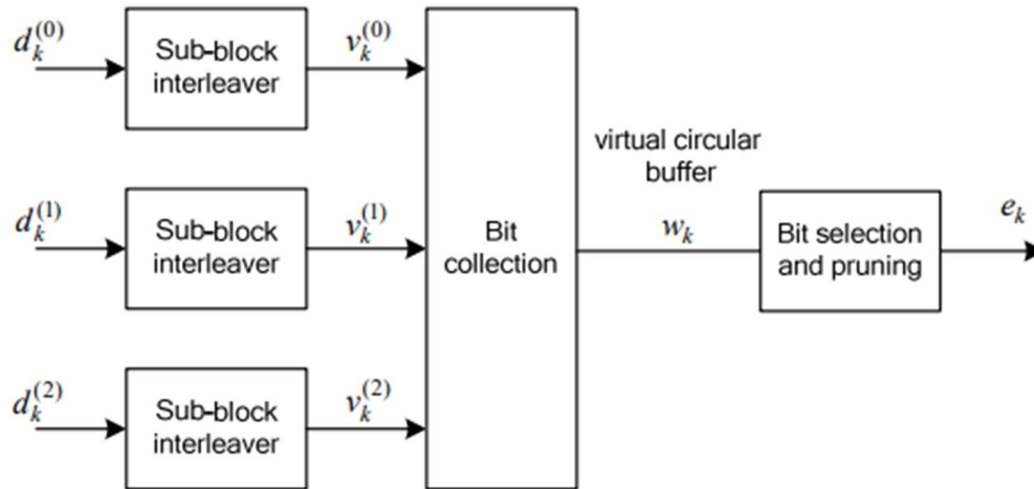 d_k^{(0)}
Sub-block
interleaver
v_k^{(0)}
d_k^{(1)}
Sub-block
interleaver
v_k^{(1)}
d_k^{(2)}
Sub-block
interleaver
v_k^{(2)}
Bit
collection
virtual circular
buffer
w_k
Bit selection
and pruning
e_k